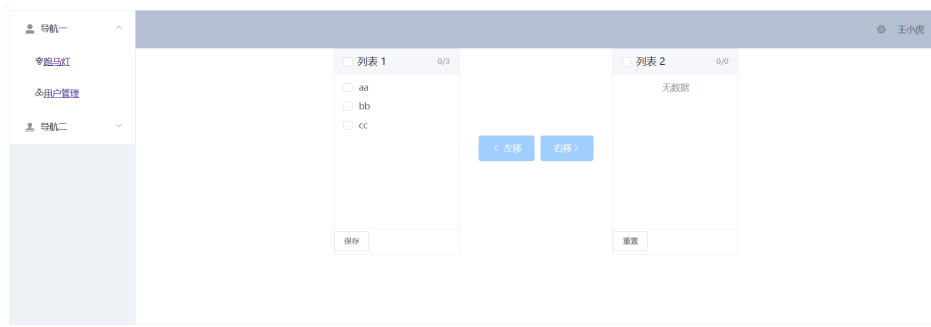 导航一
王小虎
跑马灯
用户管理
导航二
列表 1 0/3
aa
bb
cc
保存
左移
右移
列表 2 0/0
无数据
重置